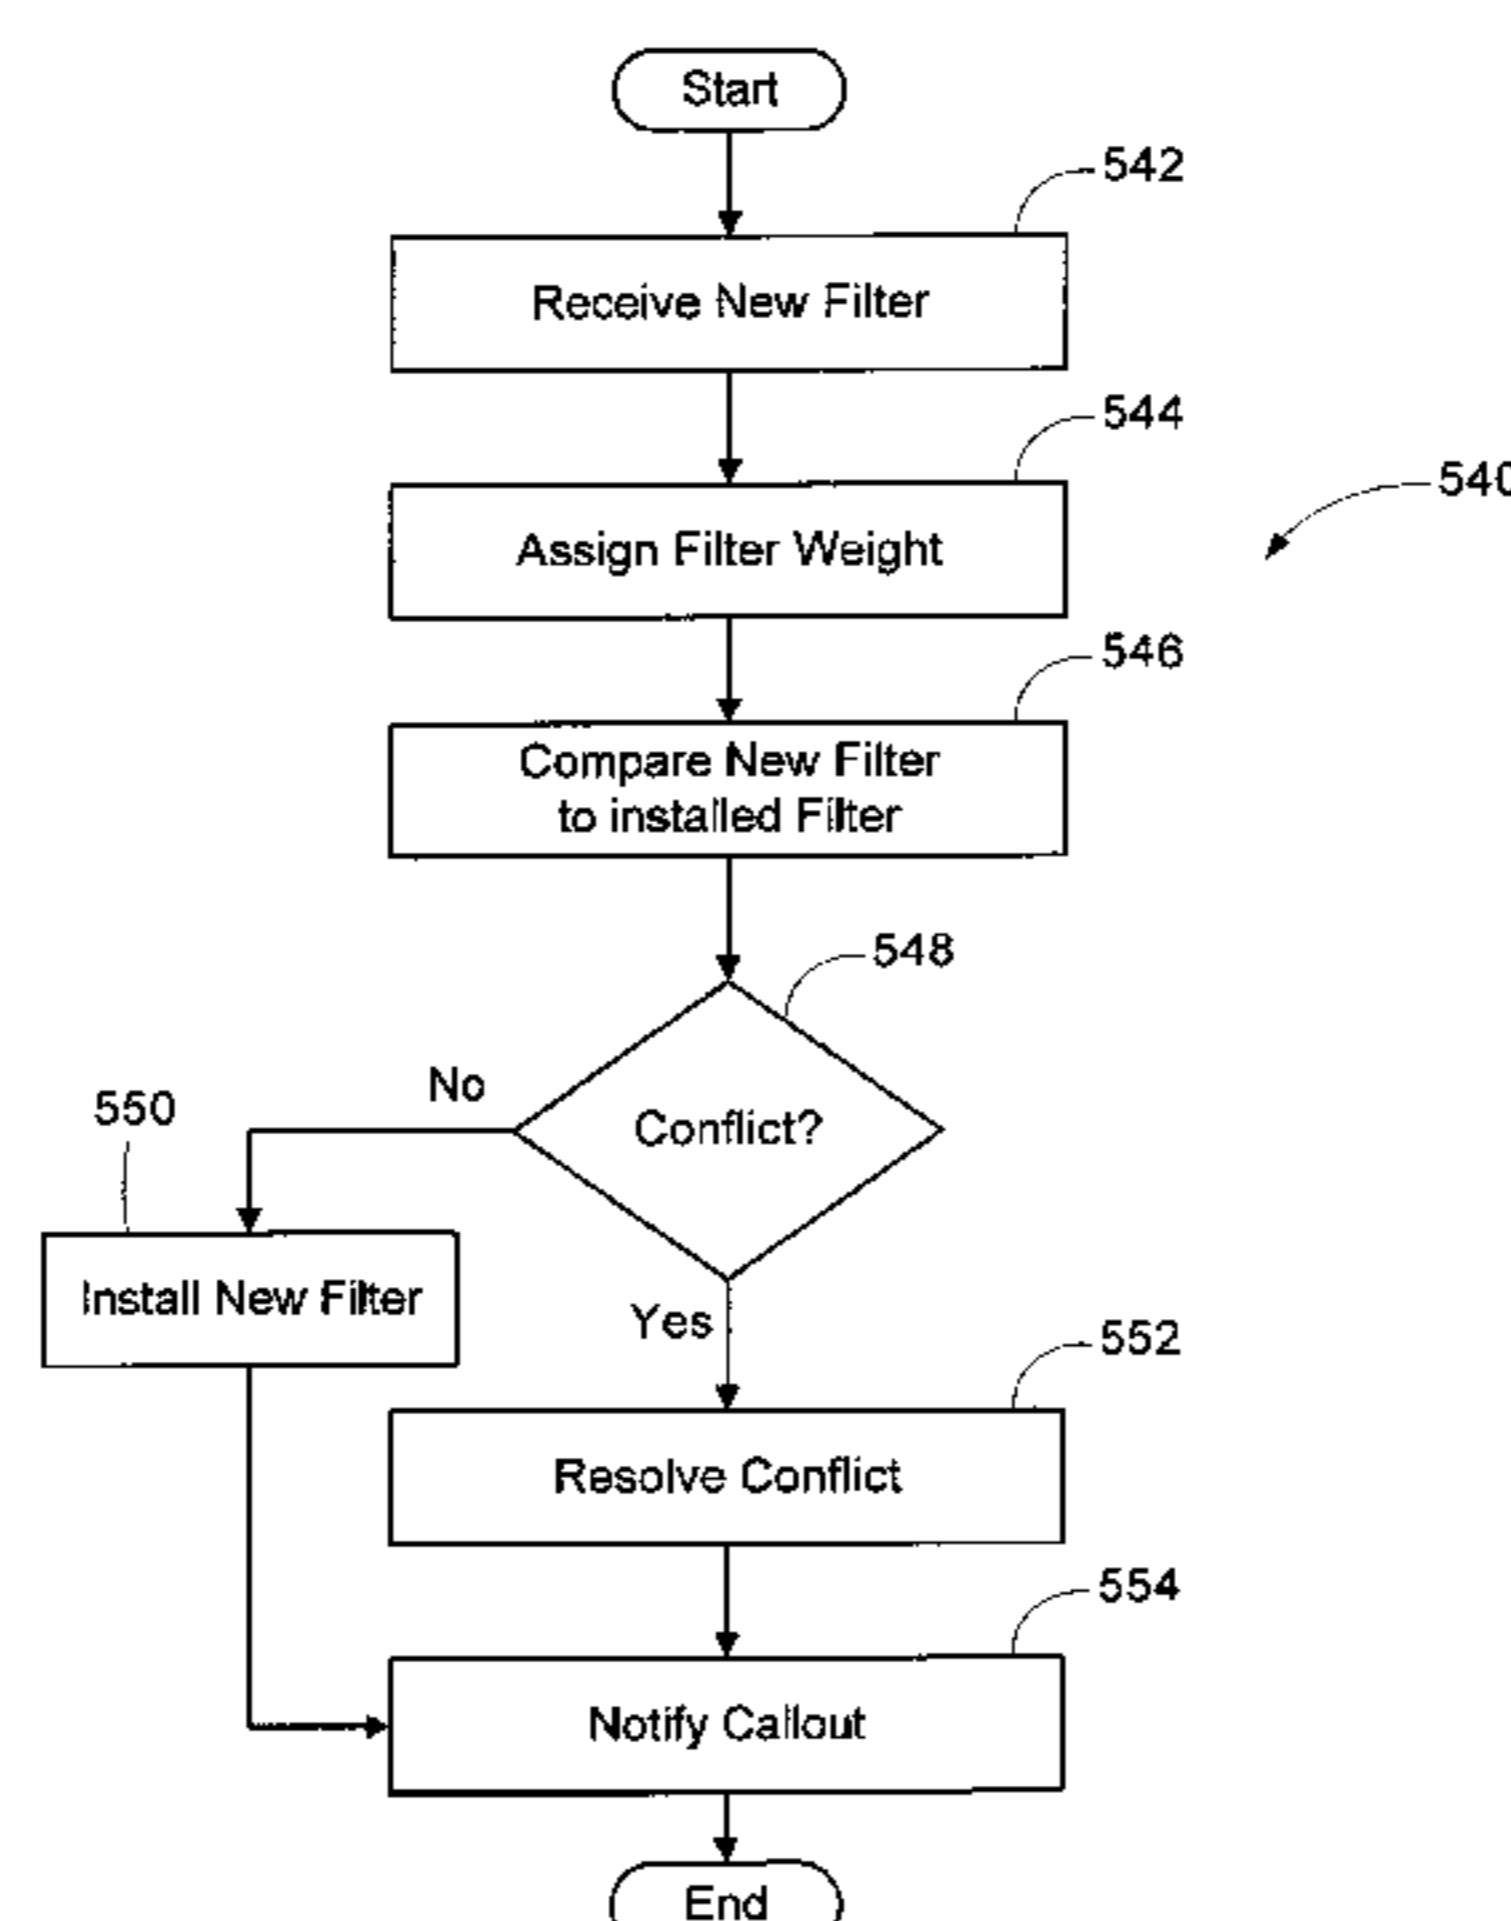 Start
542
Receive New Filter
544
Assign Filter Weight
540
546
Compare New Filter
to installed Filter
548
Conflict?
No
550
Install New Filter
Yes
552
Resolve Conflict
554
Notify Callout
End